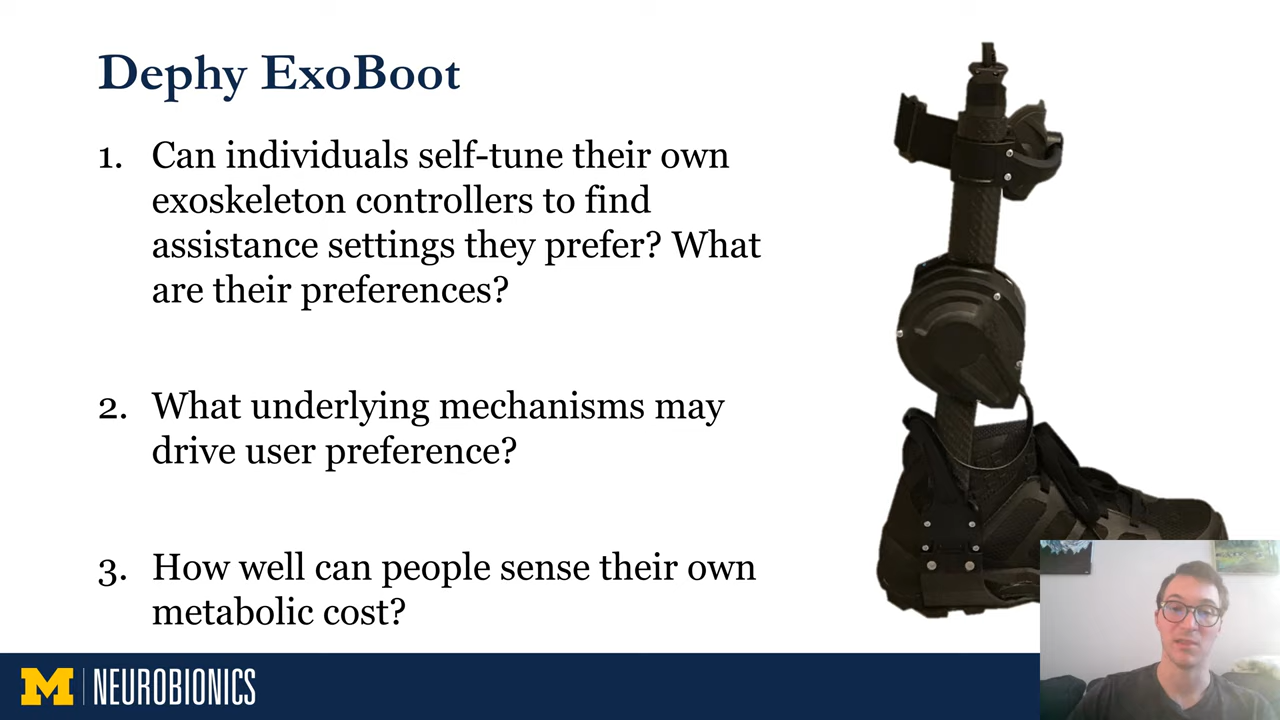 Dephy ExoBoot
1. Can individuals self-tune their own
exoskeleton controllers to find
assistance settings they prefer? What
are their preferences?
2. What underlying mechanisms may
drive user preference?
3. How well can people sense their own
metabolic cost?
M NEUROBIONICS